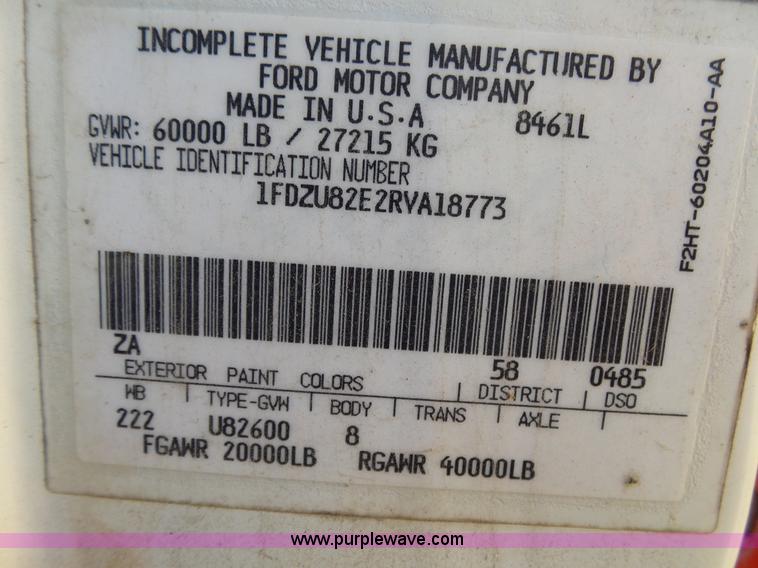 INCOMPLETE VEHICLE MANUFACTURED BY
FORD MOTOR COMPANY
MADE IN U.S.A 8461L
GVWR: 60000 LB / 27215 KG
VEHICLE IDENTIFICATION NUMBER
1FDZU82E2RVA18773
F2HT-60204A10-AA
ZA 58 0485
EXTERIOR PAINT COLORS DISTRICT DSO
WB TYPE-GVW BODY TRANS AXLE
222 U82600 8
FGAWR 20000LB RGAWR 40000LB
www.purplewave.com